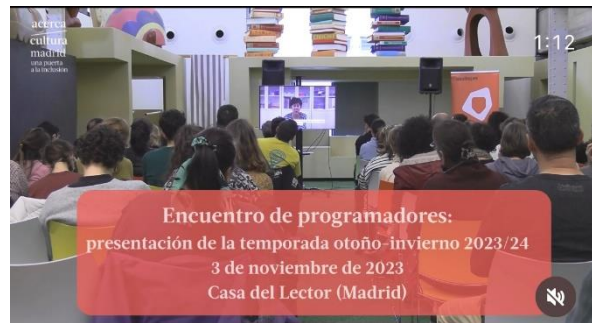 acerca
cultura
madrid
una puerta
a la inclusión
1:12
Encuentro de programadores:
presentación de la temporada otoño-invierno 2023/24
3 de noviembre de 2023
Casa del Lector (Madrid)